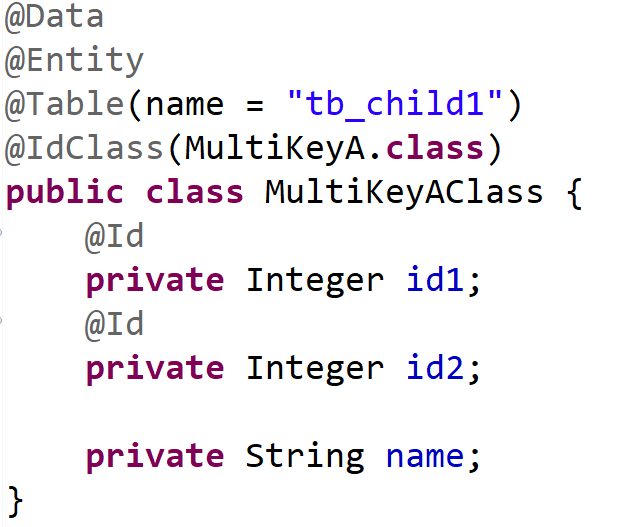 @Data
@Entity
@Table(name = "tb_child1")
@IdClass(MultiKeyA.class)
public class MultiKeyAClass {
    @Id
    private Integer id1;
    @Id
    private Integer id2;

    private String name;
}